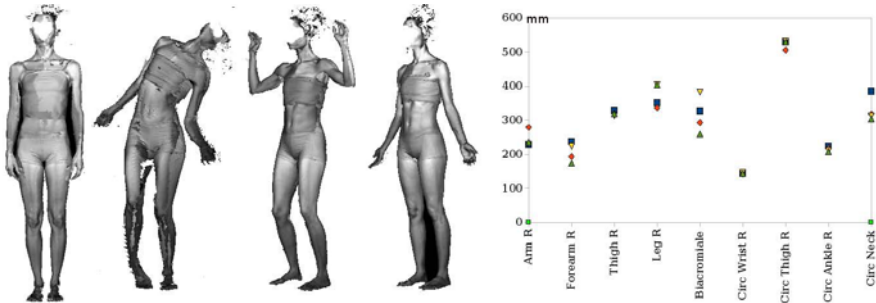 600
mm
500
400
300
200
100
0
Arm R
Forearm R
Thigh R
Leg R
Biacromiale
Circ Wrist R
Circ Thigh R
Circ Ankle R
Circ Neck